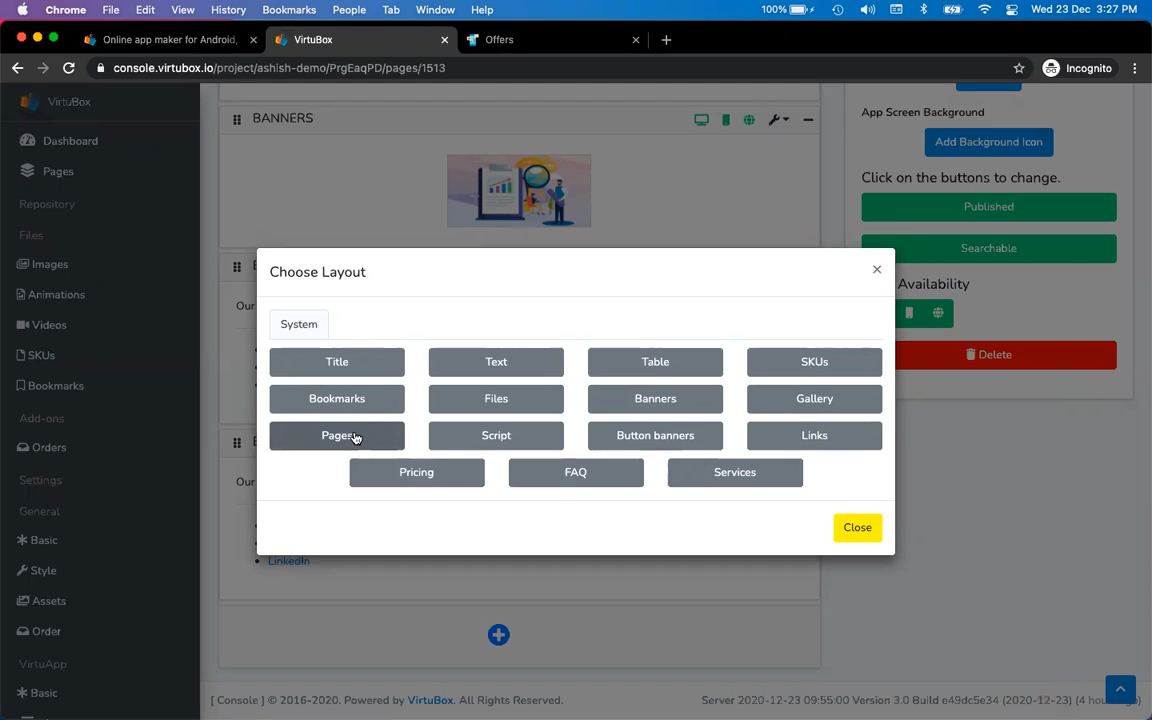 Chrome File Edit View History Bookmarks People Tab Window Help 100% Wed 23 Dec 3:27 PM
Online app maker for Android,
VirtuBox
Offers
console.virtubox.io/project/ashish-demo/PrgEaqPD/pages/1513
Incognito
VirtuBox
Dashboard
Pages
Repository
Files
Images
Animations
Videos
SKUs
Bookmarks
Add-ons
Orders
Settings
General
Basic
Style
Assets
Order
VirtuApp
Basic
BANNERS
Our
Our
LinkedIn
App Screen Background
Add Background Icon
Click on the buttons to change.
Published
Searchable
Availability
Delete
Choose Layout
×
System
Title Text Table SKUs
Bookmarks Files Banners Gallery
Pages Script Button banners Links
Pricing FAQ Services
Close
[ Console ] © 2016-2020. Powered by VirtuBox. All Rights Reserved.
Server 2020-12-23 09:55:00 Version 3.0 Build e49dc5e34 (2020-12-23) (4 ho